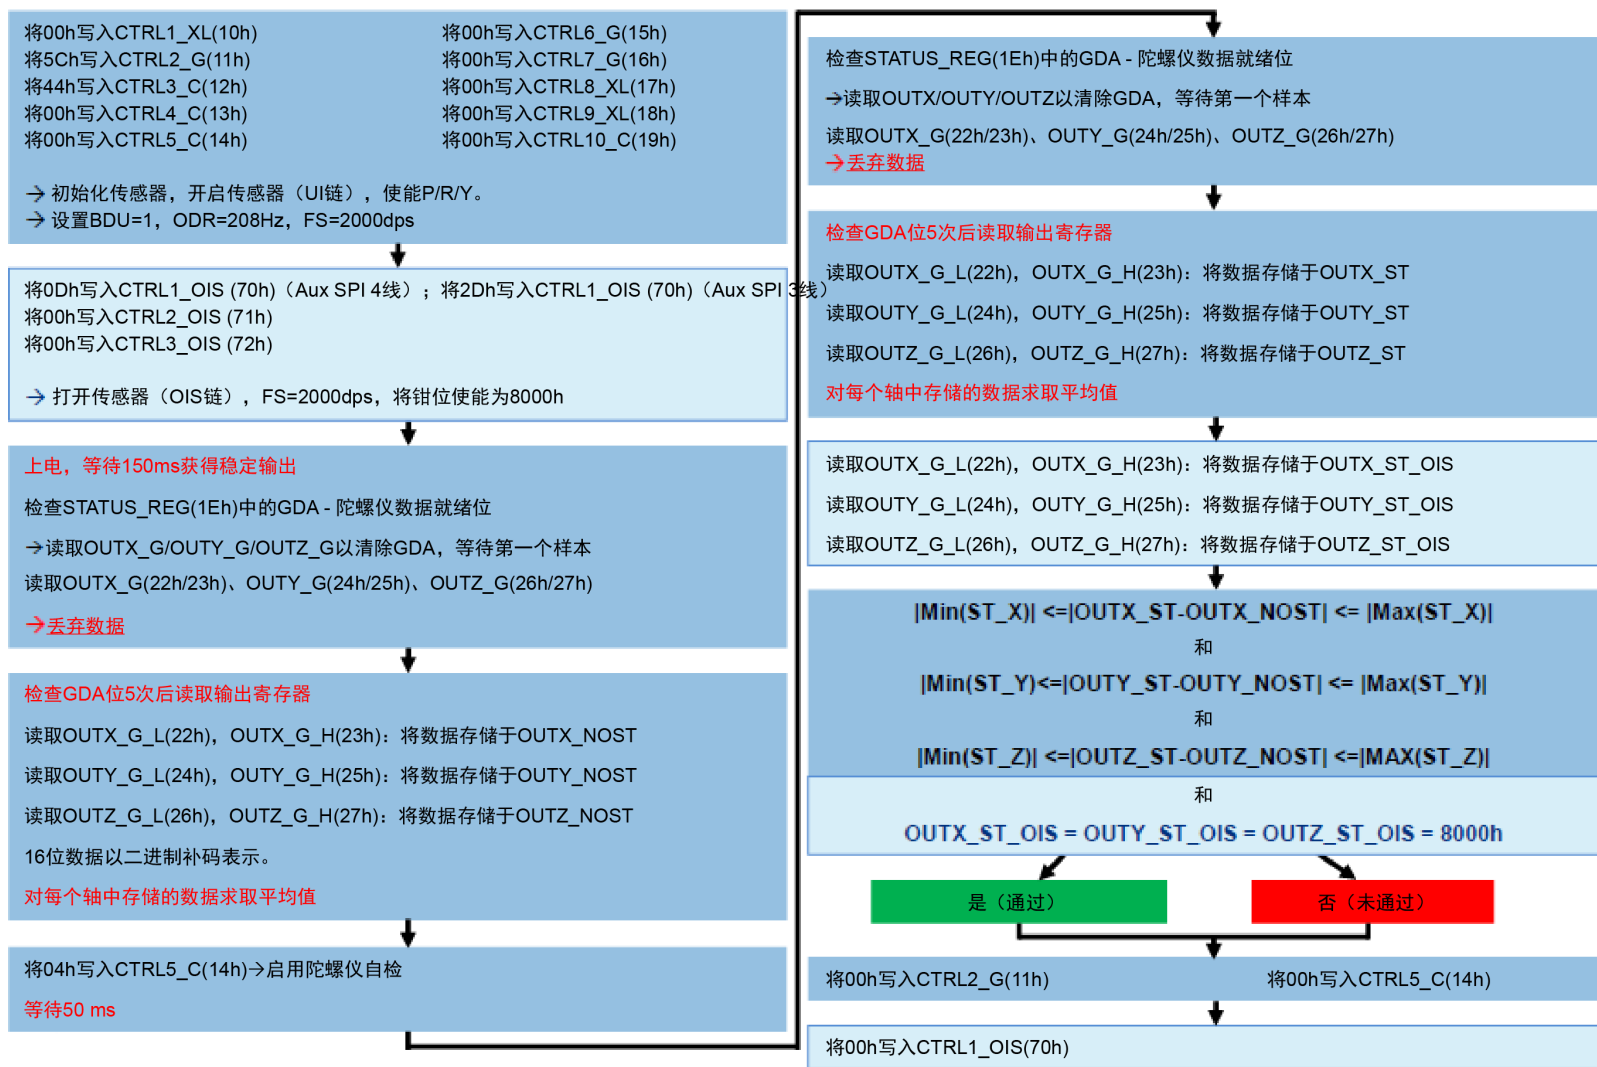 将00h写入CTRL1_XL(10h)
将5Ch写入CTRL2_G(11h)
将44h写入CTRL3_C(12h)
将00h写入CTRL4_C(13h)
将00h写入CTRL5_C(14h)
将00h写入CTRL6_G(15h)
将00h写入CTRL7_G(16h)
将00h写入CTRL8_XL(17h)
将00h写入CTRL9_XL(18h)
将00h写入CTRL10_C(19h)
→ 初始化传感器，开启传感器（UI链），使能P/R/Y。
→ 设置BDU=1，ODR=208Hz，FS=2000dps
将0Dh写入CTRL1_OIS (70h)（Aux SPI 4线）；将2Dh写入CTRL1_OIS (70h)（Aux SPI 3线）
将00h写入CTRL2_OIS (71h)
将00h写入CTRL3_OIS (72h)
→ 打开传感器（OIS链），FS=2000dps，将钳位使能为8000h
上电，等待150ms获得稳定输出
检查STATUS_REG(1Eh)中的GDA - 陀螺仪数据就绪位
→读取OUTX_G/OUTY_G/OUTZ_G以清除GDA，等待第一个样本
读取OUTX_G(22h/23h)、OUTY_G(24h/25h)、OUTZ_G(26h/27h)
→丢弃数据
检查GDA位5次后读取输出寄存器
读取OUTX_G_L(22h)，OUTX_G_H(23h)：将数据存储于OUTX_NOST
读取OUTY_G_L(24h)，OUTY_G_H(25h)：将数据存储于OUTY_NOST
读取OUTZ_G_L(26h)，OUTZ_G_H(27h)：将数据存储于OUTZ_NOST
16位数据以二进制补码表示。
对每个轴中存储的数据求取平均值
将04h写入CTRL5_C(14h)→启用陀螺仪自检
等待50 ms
检查STATUS_REG(1Eh)中的GDA - 陀螺仪数据就绪位
→读取OUTX/OUTY/OUTZ以清除GDA，等待第一个样本
读取OUTX_G(22h/23h)、OUTY_G(24h/25h)、OUTZ_G(26h/27h)
→丢弃数据
检查GDA位5次后读取输出寄存器
读取OUTX_G_L(22h)，OUTX_G_H(23h)：将数据存储于OUTX_ST
读取OUTY_G_L(24h)，OUTY_G_H(25h)：将数据存储于OUTY_ST
读取OUTZ_G_L(26h)，OUTZ_G_H(27h)：将数据存储于OUTZ_ST
对每个轴中存储的数据求取平均值
读取OUTX_G_L(22h)，OUTX_G_H(23h)：将数据存储于OUTX_ST_OIS
读取OUTY_G_L(24h)，OUTY_G_H(25h)：将数据存储于OUTY_ST_OIS
读取OUTZ_G_L(26h)，OUTZ_G_H(27h)：将数据存储于OUTZ_ST_OIS
|Min(ST_X)| <=|OUTX_ST-OUTX_NOST| <= |Max(ST_X)|
和
|Min(ST_Y)<=|OUTY_ST-OUTY_NOST| <= |Max(ST_Y)|
和
|Min(ST_Z)| <=|OUTZ_ST-OUTZ_NOST| <=|MAX(ST_Z)|
和
OUTX_ST_OIS = OUTY_ST_OIS = OUTZ_ST_OIS = 8000h
是（通过）
否（未通过）
将00h写入CTRL2_G(11h)
将00h写入CTRL5_C(14h)
将00h写入CTRL1_OIS(70h)